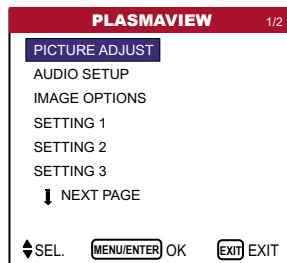 PLASMAVIEW 1/2
PICTURE ADJUST
AUDIO SETUP
IMAGE OPTIONS
SETTING 1
SETTING 2
SETTING 3
NEXT PAGE
SEL. MENU/ENTER OK EXIT EXIT